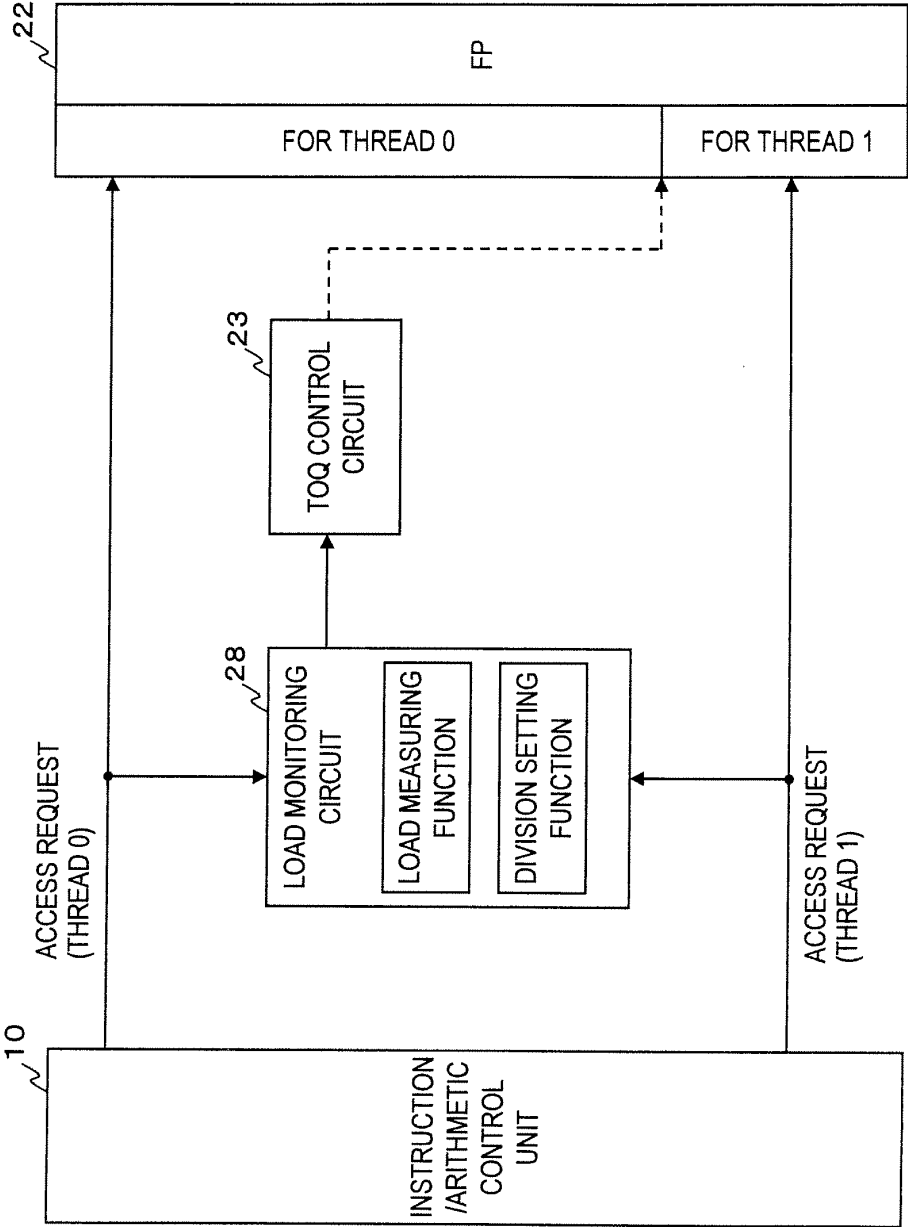 10
INSTRUCTION
/ARITHMETIC
CONTROL
UNIT
ACCESS REQUEST
(THREAD 0)
28
LOAD MONITORING
CIRCUIT
LOAD MEASURING
FUNCTION
DIVISION SETTING
FUNCTION
ACCESS REQUEST
(THREAD 1)
23
TOQ CONTROL
CIRCUIT
22
FOR THREAD 0
FOR THREAD 1
FP